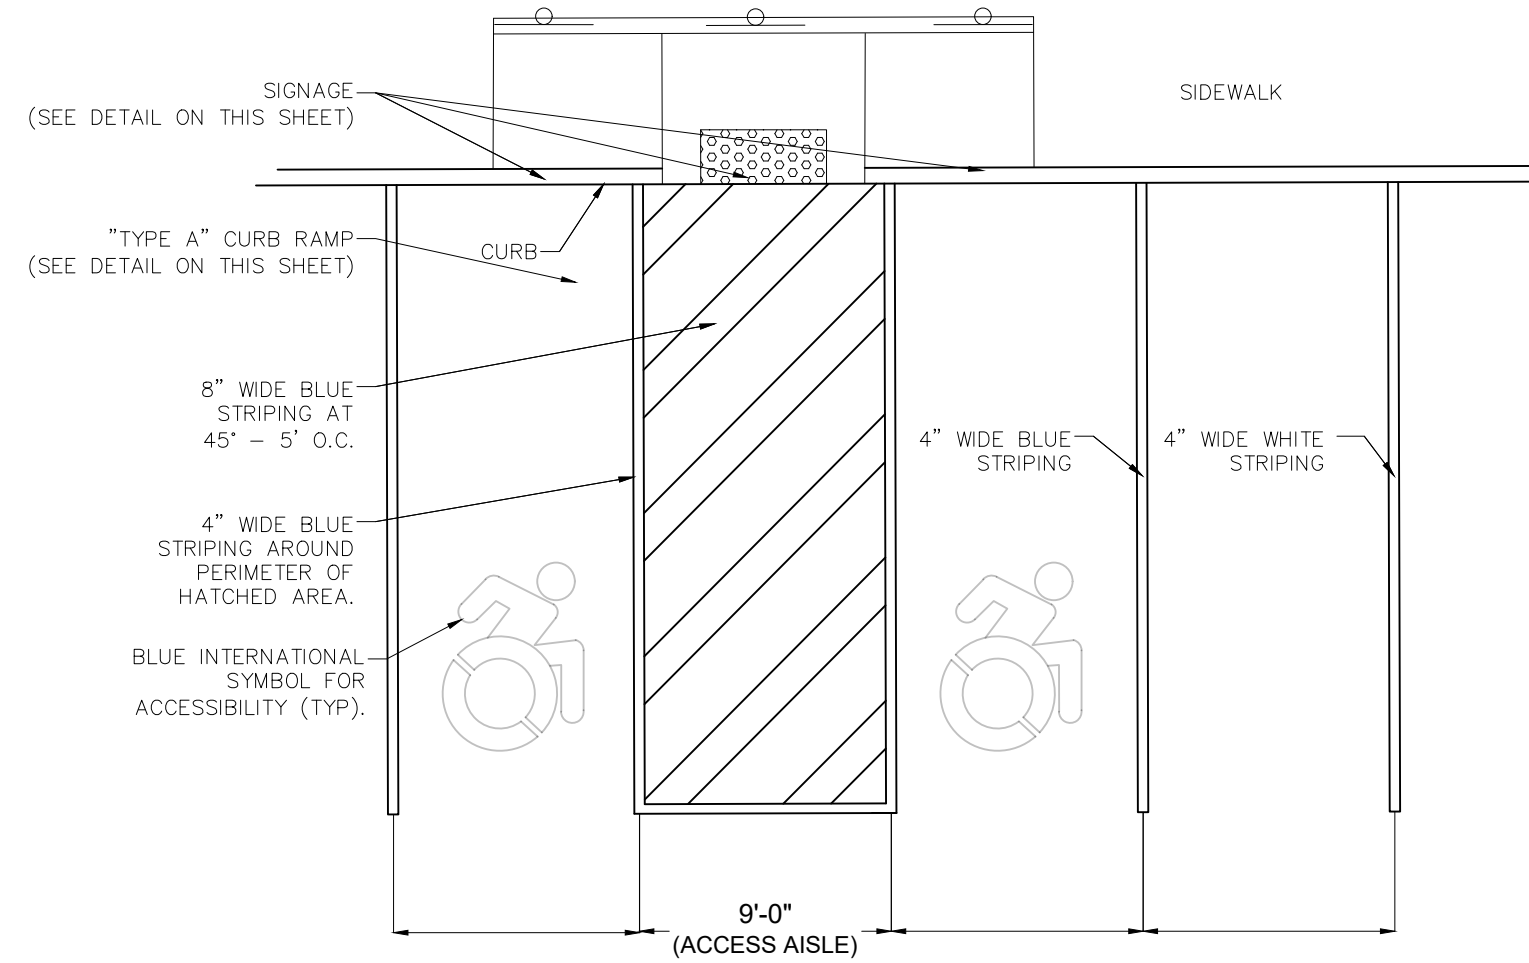 SIGNAGE
(SEE DETAIL ON THIS SHEET)
SIDEWALK
"TYPE A" CURB RAMP
(SEE DETAIL ON THIS SHEET)
CURB
8" WIDE BLUE
STRIPING AT
45° – 5' O.C.
4" WIDE BLUE
STRIPING
4" WIDE WHITE
STRIPING
4" WIDE BLUE
STRIPING AROUND
PERIMETER OF
HATCHED AREA.
BLUE INTERNATIONAL
SYMBOL FOR
ACCESSIBILITY (TYP).
9'-0"
(ACCESS AISLE)